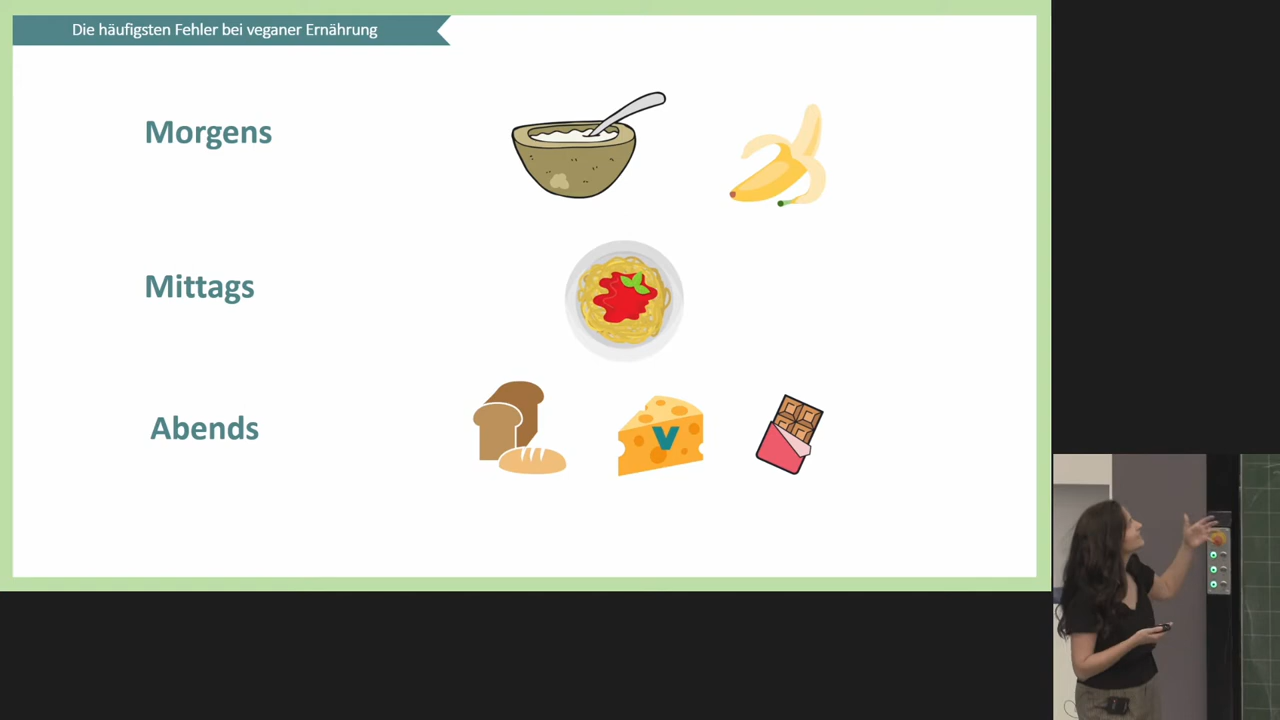 Die häufigsten Fehler bei veganer Ernährung
Morgens
Mittags
Abends
V